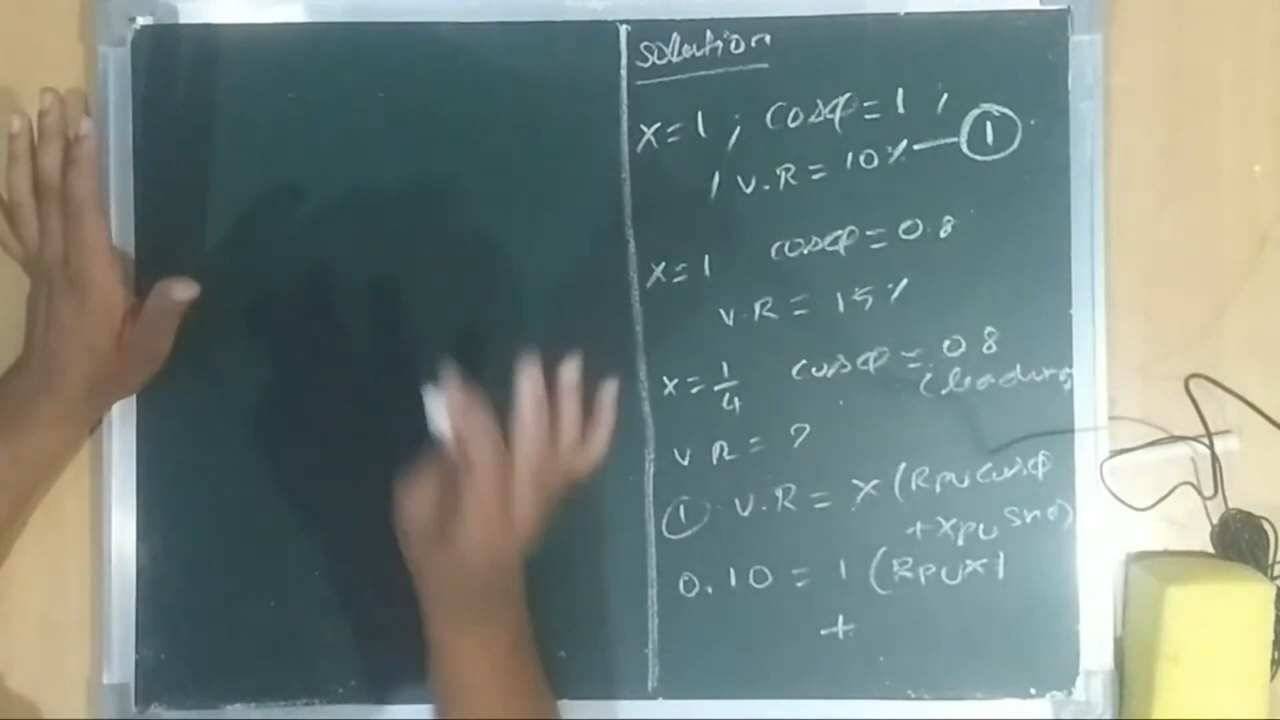 solution
x = 1 ; cosφ = 1 ,
/ V.R = 10% — ①
x = 1 cosφ = 0.8
V.R = 15%
x = 1/4 cosφ = 0.8
(leading
V R = ?
① V.R = x (Rpu cosφ
+ xpu sinφ)
0.10 = 1 (Rpu x 1
+